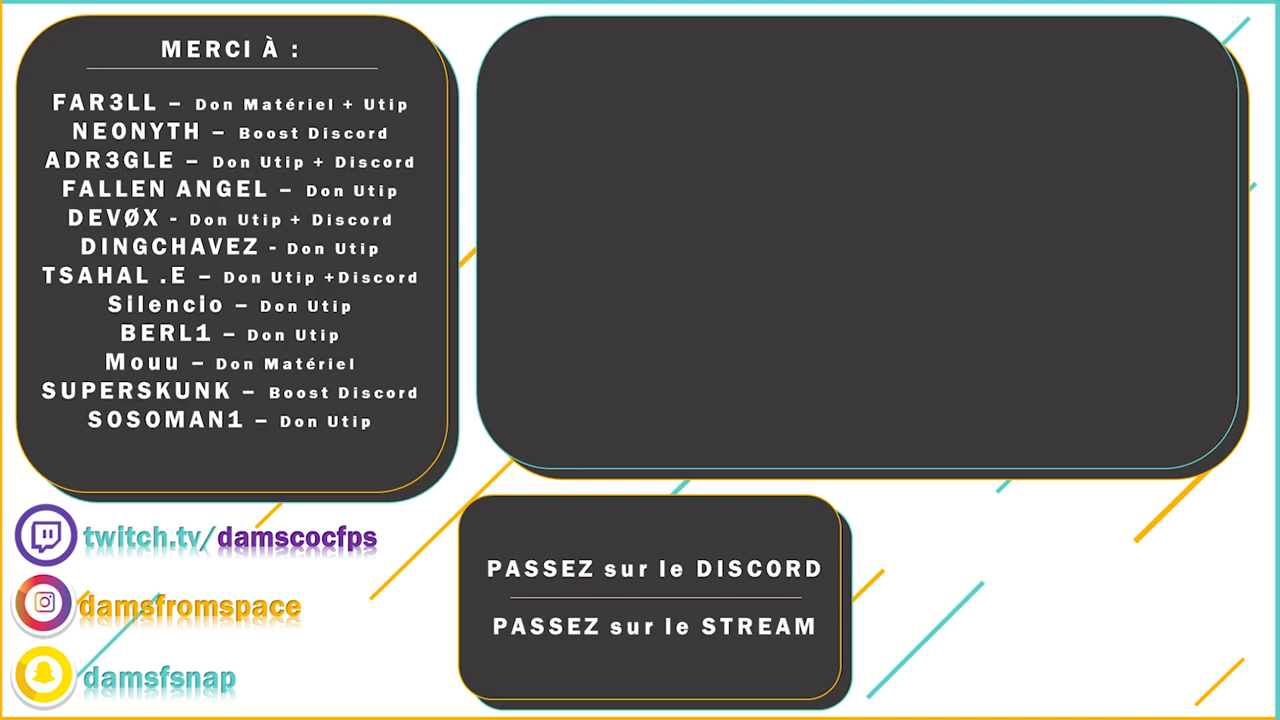 MERCI À :
FAR3LL – Don Matériel + Utip
NEONYTH – Boost Discord
ADR3GLE – Don Utip + Discord
FALLEN ANGEL – Don Utip
DEVØX - Don Utip + Discord
DINGCHAVEZ - Don Utip
TSAHAL .E – Don Utip +Discord
Silencio – Don Utip
BERL1 – Don Utip
Mouu – Don Matériel
SUPERSKUNK – Boost Discord
SOSOMAN1 – Don Utip
twitch.tv/damscocfps
damsfromspace
damsfsnap
PASSEZ sur le DISCORD
PASSEZ sur le STREAM